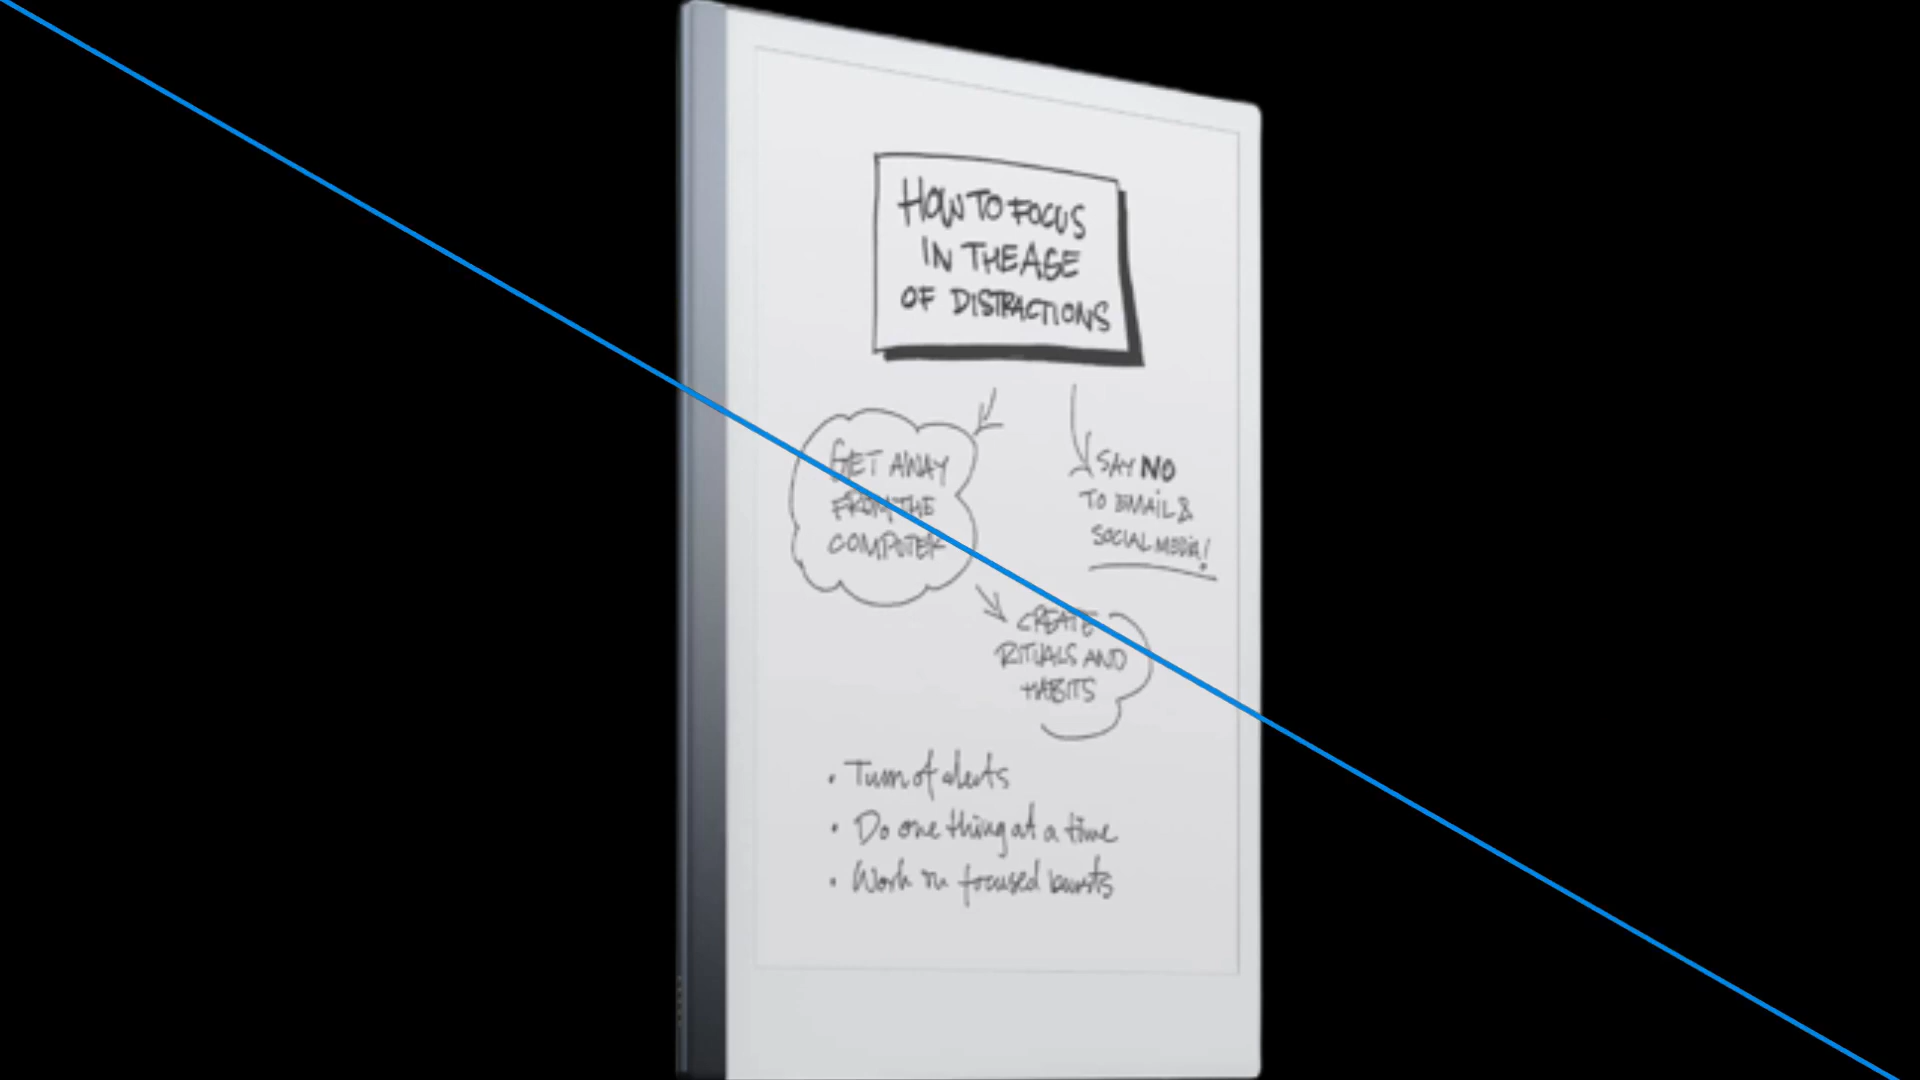 HOW TO FOCUS
IN THE AGE
OF DISTRACTIONS
GET AWAY
FROM THE
COMPUTER
SAY NO
TO EMAIL &
SOCIAL MEDIA!
CREATE
RITUALS AND
HABITS
• Turn of alerts
• Do one thing at a time
• Work in focused bursts